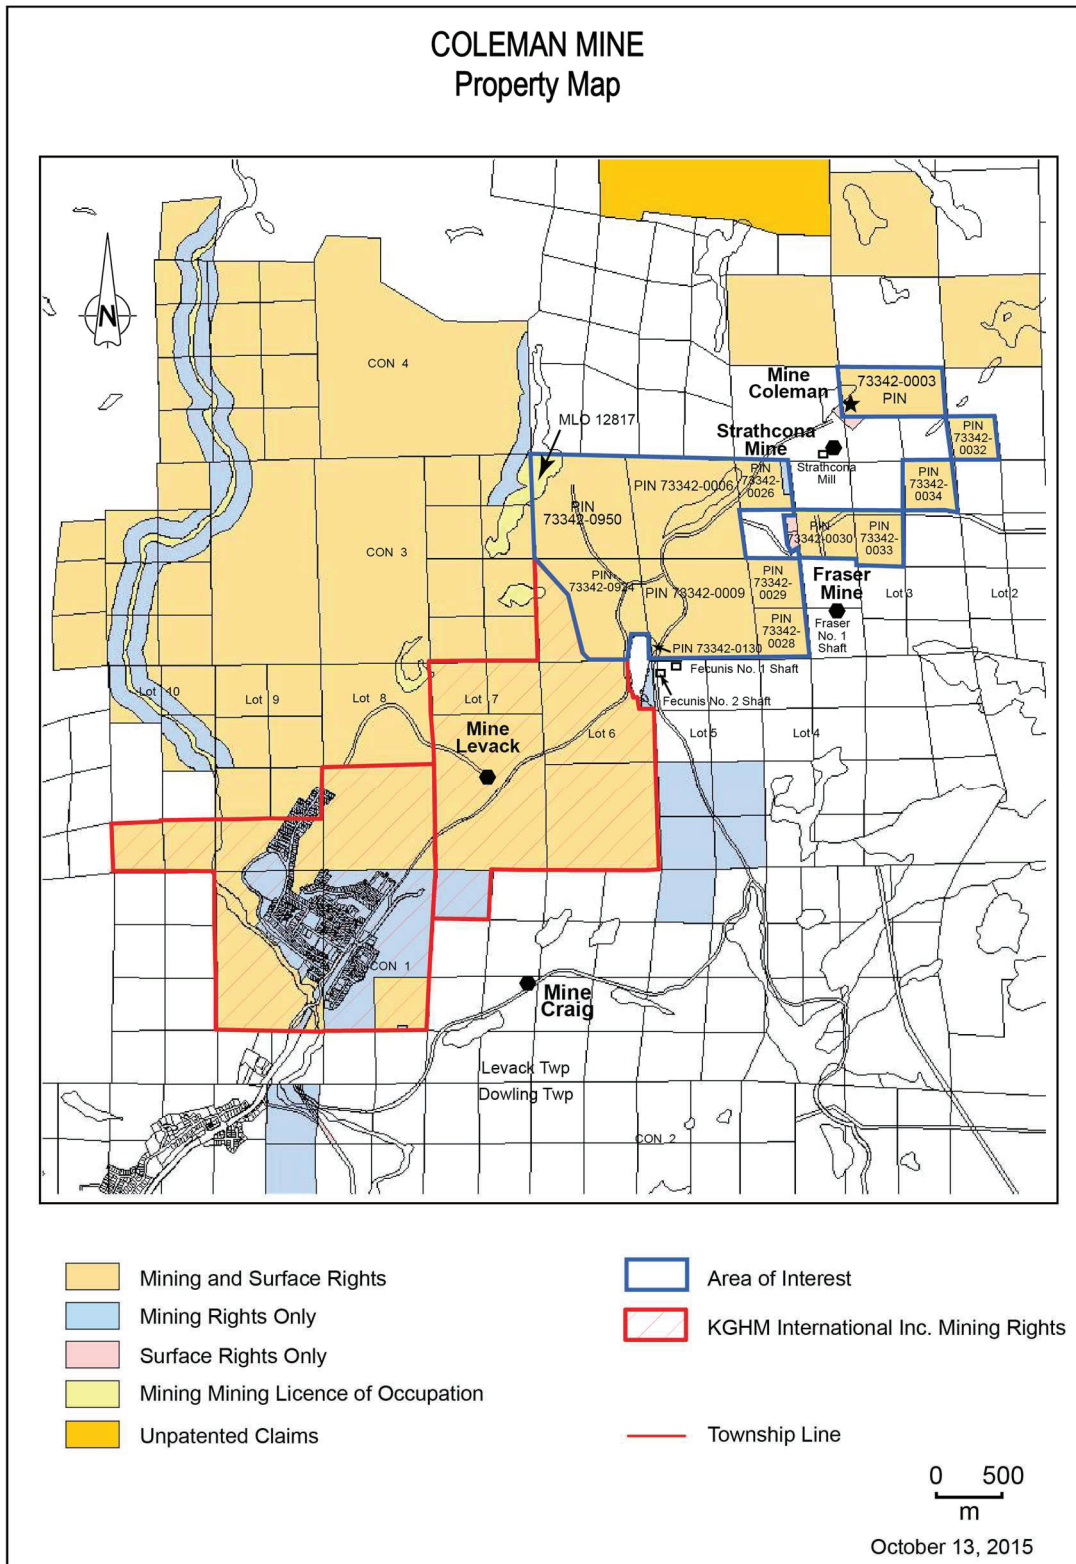 COLEMAN MINE
Property Map
N
CON 4
Mine
Coleman
73342-0003
PIN
MLO 12817
Strathcona
Mine
Strathcona
Mill
PIN
73342-
0032
PIN
73342-
0034
PIN 73342-0006
PIN
73342-
0026
PIN
73342-0950
PIN
73342-0030
PIN
73342-
0033
CON 3
PIN
73342-0924
PIN 73342-0009
PIN
73342-
0029
PIN
73342-
0028
Fraser
Mine
Fraser
No. 1
Shaft
Lot 3
Lot 2
PIN 73342-0130
Fecunis No. 1 Shaft
Fecunis No. 2 Shaft
Lot 10
Lot 9
Lot 8
Lot 7
Lot 6
Lot 5
Lot 4
Mine
Levack
CON 1
Mine
Craig
Levack Twp
Dowling Twp
CON 2
Mining and Surface Rights
Mining Rights Only
Surface Rights Only
Mining Mining Licence of Occupation
Unpatented Claims
Area of Interest
KGHM International Inc. Mining Rights
Township Line
0 500
m
October 13, 2015